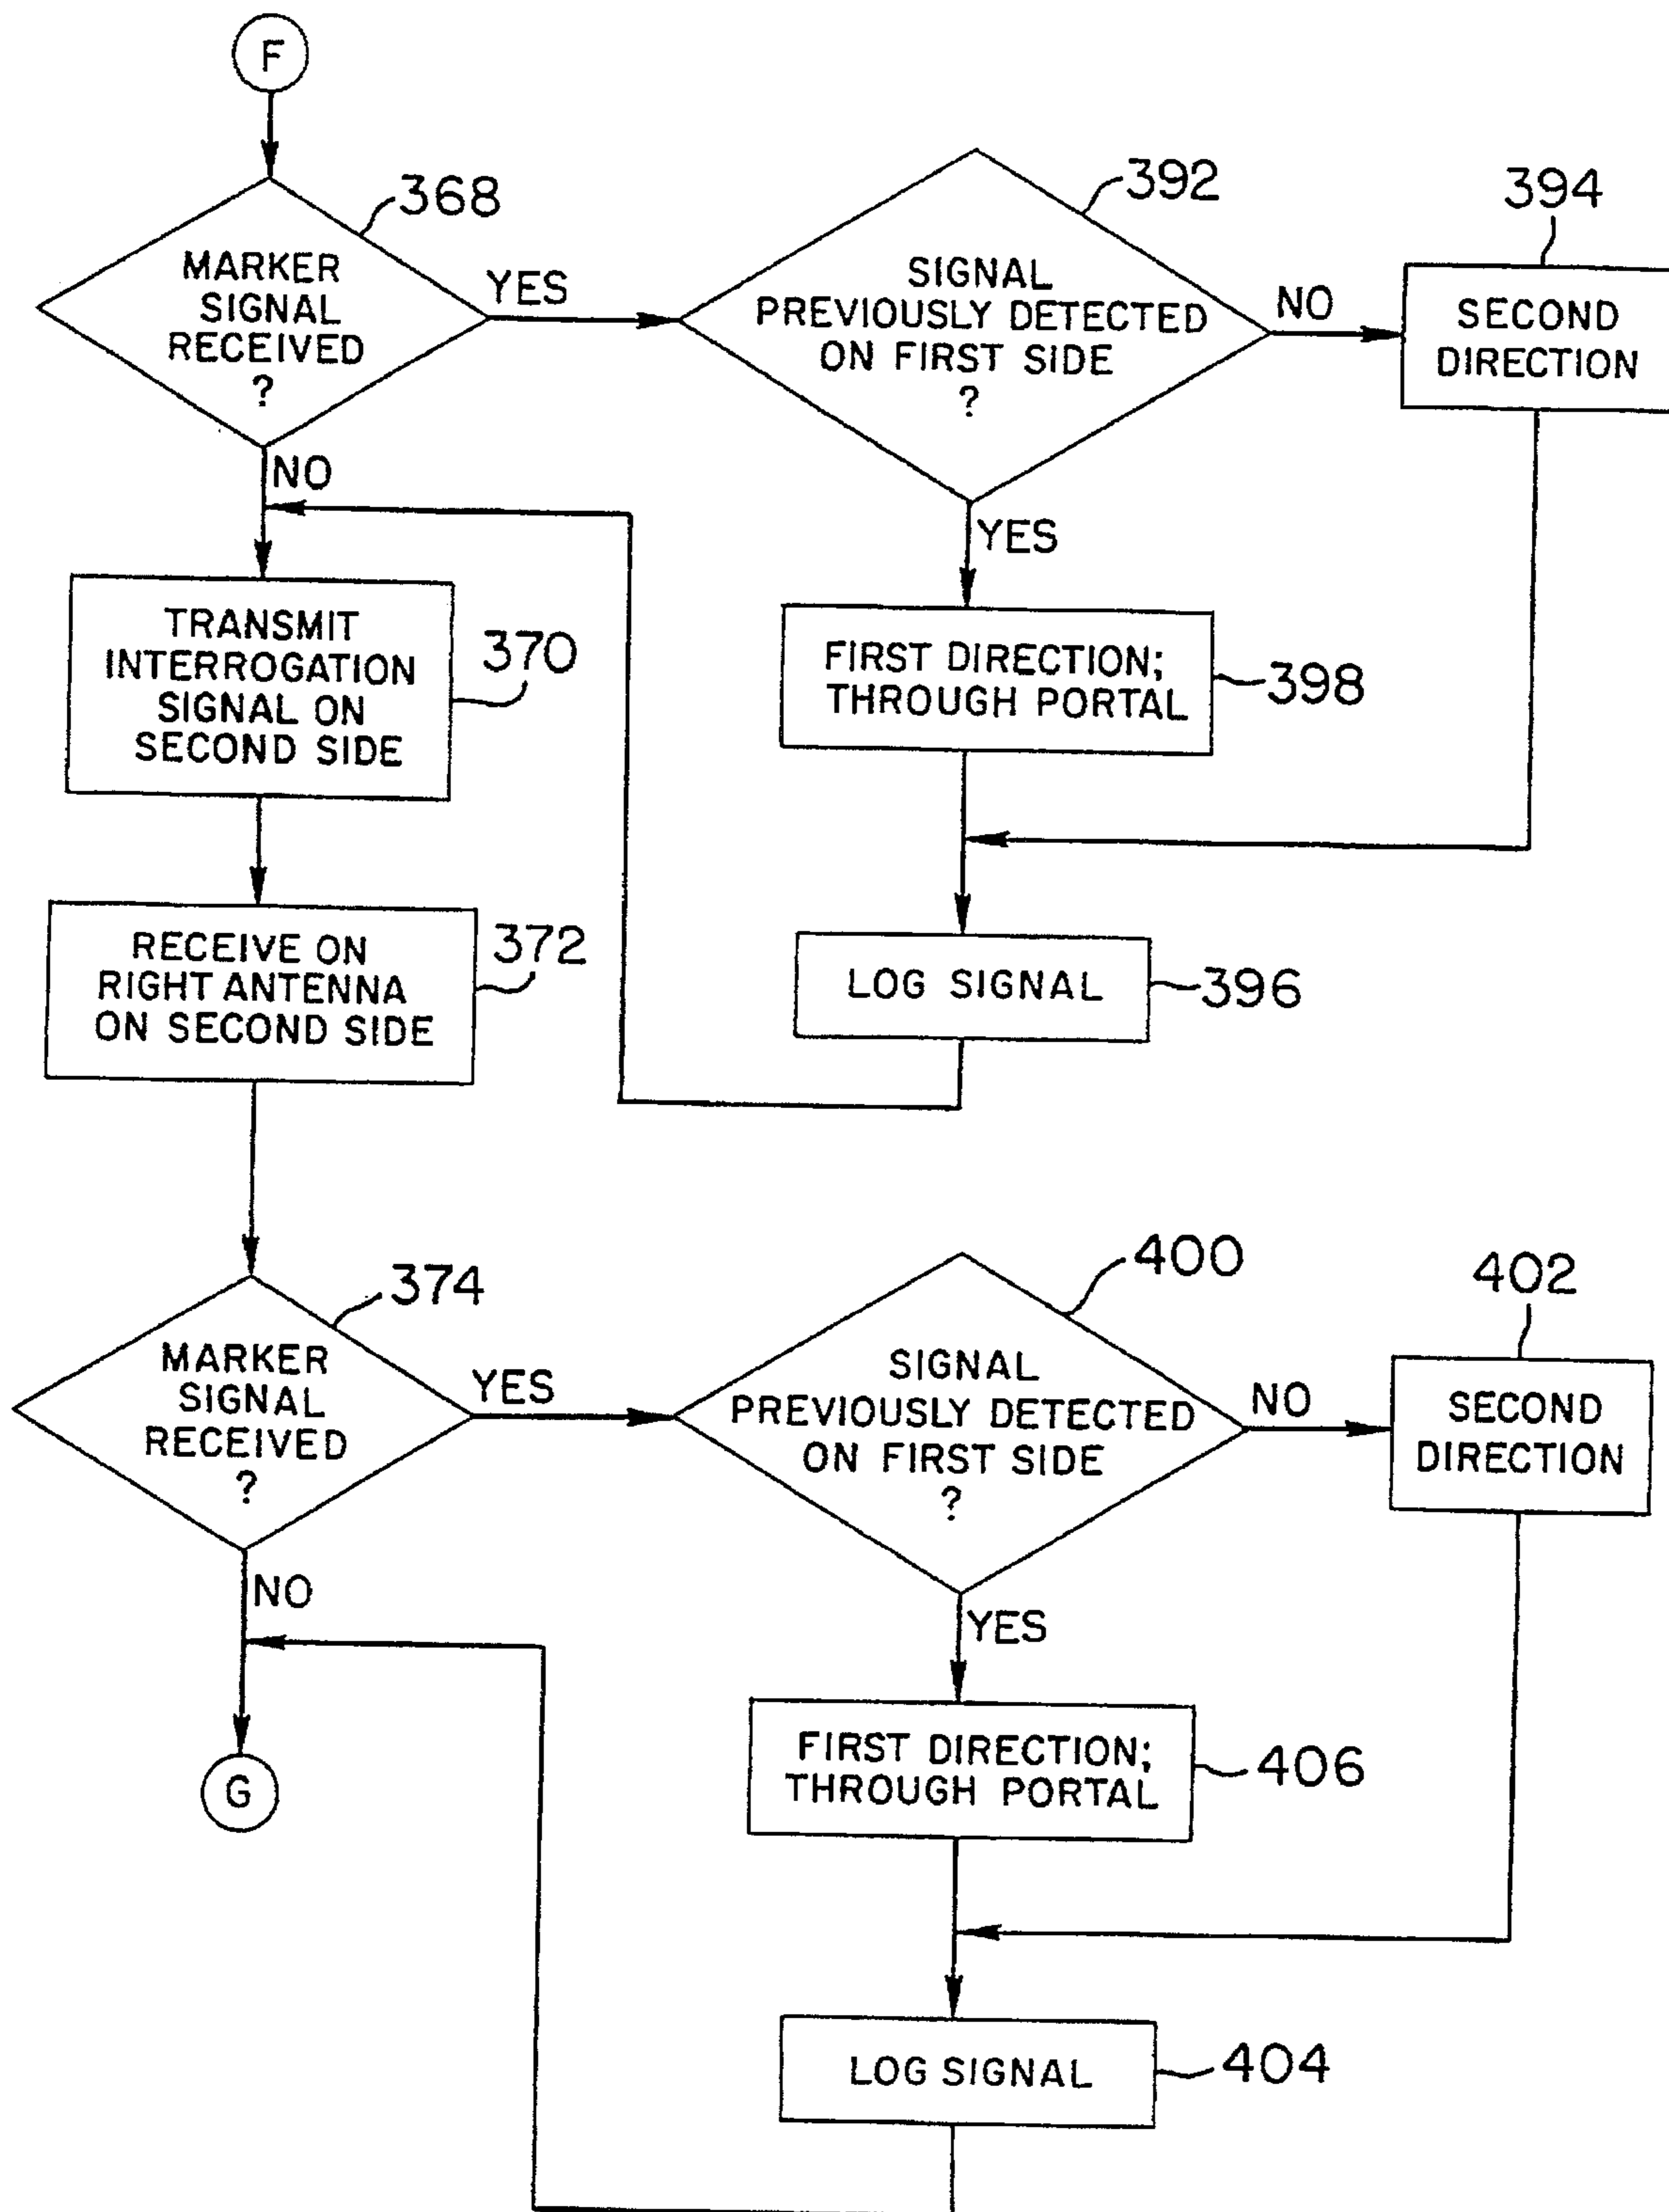 F
368
MARKER
SIGNAL
RECEIVED
?
YES
NO
392
SIGNAL
PREVIOUSLY DETECTED
ON FIRST SIDE
?
NO
YES
394
SECOND
DIRECTION
TRANSMIT
INTERROGATION
SIGNAL ON
SECOND SIDE
370
FIRST DIRECTION;
THROUGH PORTAL
398
RECEIVE ON
RIGHT ANTENNA
ON SECOND SIDE
372
LOG SIGNAL
396
374
MARKER
SIGNAL
RECEIVED
?
YES
NO
400
SIGNAL
PREVIOUSLY DETECTED
ON FIRST SIDE
?
NO
YES
402
SECOND
DIRECTION
FIRST DIRECTION;
THROUGH PORTAL
406
G
LOG SIGNAL
404